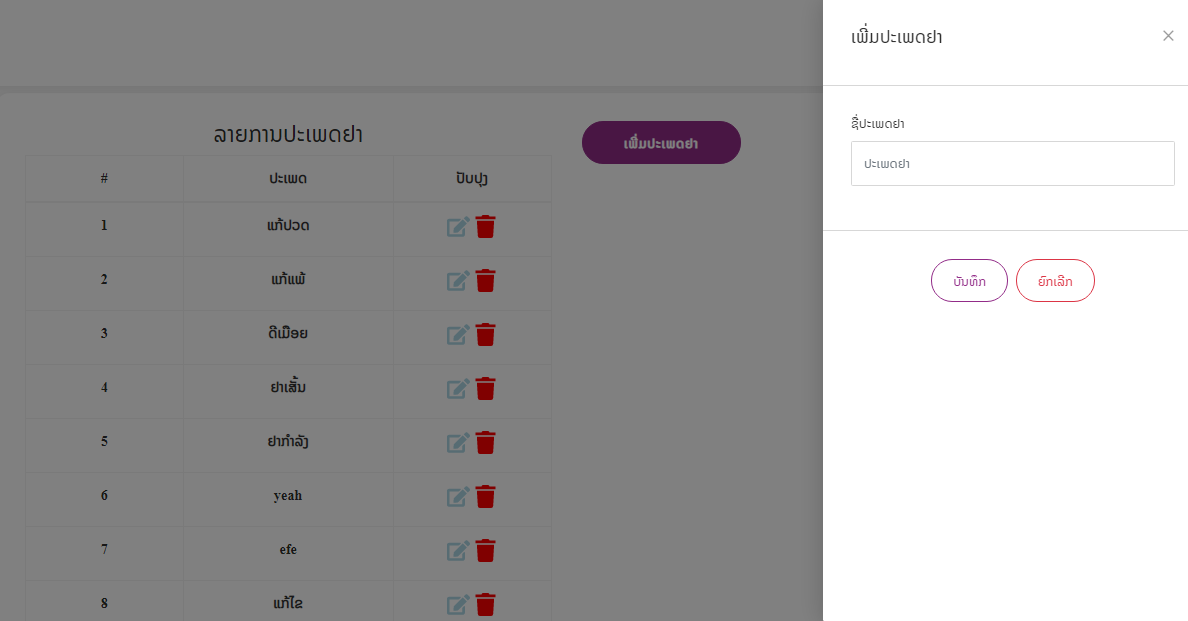 ລາຍການປະເພດຢາ
ເພີ່ມປະເພດຢາ
# ປະເພດ ປັບປຸງ
1 ແກ້ປວດ
2 ແກ້ແພ້
3 ດີເມື່ອຍ
4 ຢາເສັ້ນ
5 ຢາກຳລັງ
6 yeah
7 efe
8 ແກ້ໄຂ
ເພີ່ມປະເພດຢາ
ຊື່ປະເພດຢາ
ປະເພດຢາ
ບັນທຶກ ຍົກເລີກ